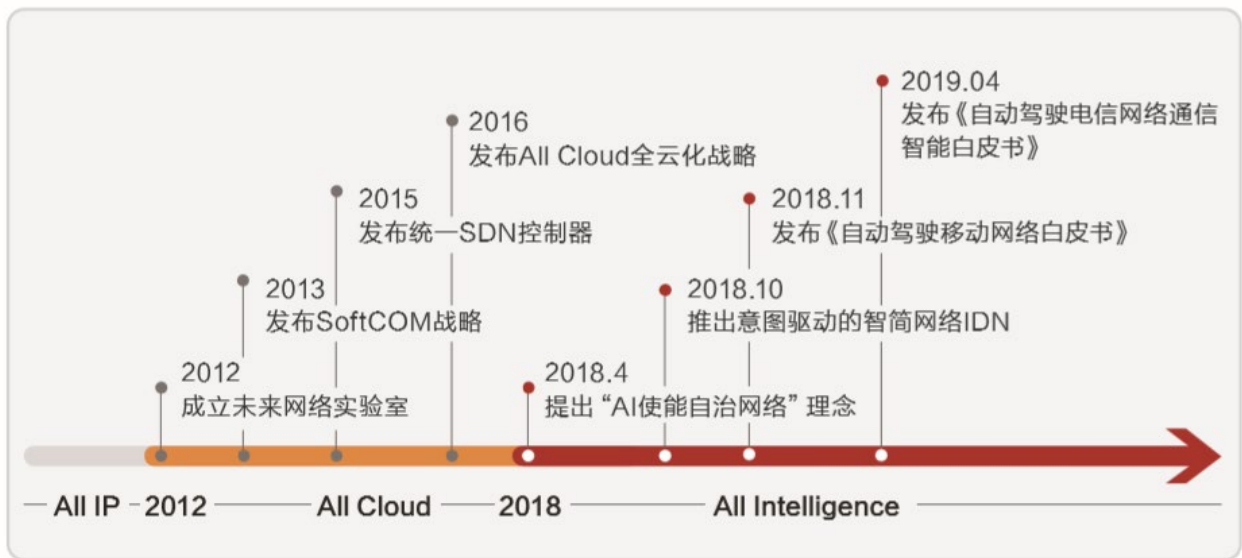 2019.04
发布《自动驾驶电信网络通信
智能白皮书》
2016
发布All Cloud全云化战略
2015
发布统一SDN控制器
2018.11
发布《自动驾驶移动网络白皮书》
2013
发布SoftCOM战略
2018.10
推出意图驱动的智简网络IDN
2012
成立未来网络实验室
2018.4
提出“AI使能自治网络”理念
All IP 2012 All Cloud 2018 All Intelligence